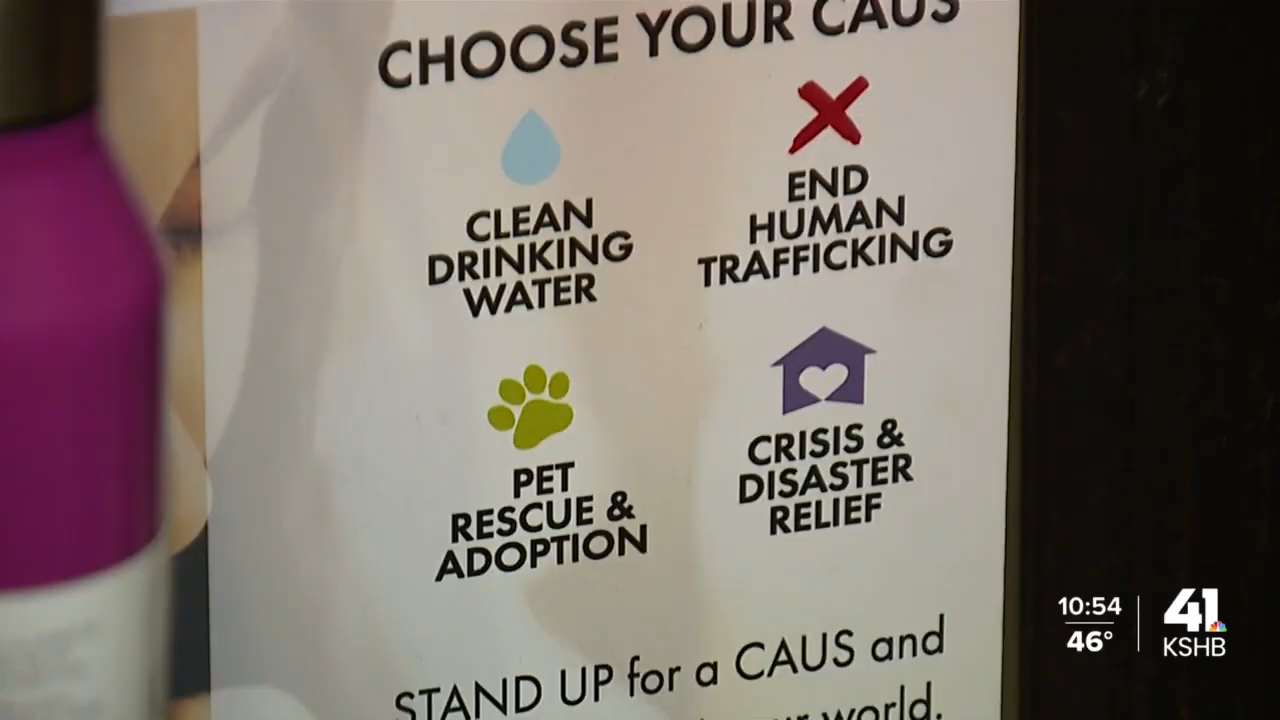 CHOOSE YOUR CAUS
CLEAN
DRINKING
WATER
END
HUMAN
TRAFFICKING
PET
RESCUE &
ADOPTION
CRISIS &
DISASTER
RELIEF
STAND UP for a CAUS and
world.
10:54
46°
41
KSHB